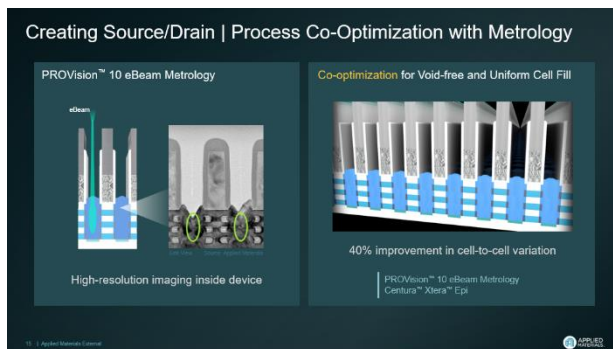 Creating Source/Drain | Process Co-Optimization with Metrology
PROVision™ 10 eBeam Metrology
eBeam
High-resolution imaging inside device
Co-optimization for Void-free and Uniform Cell Fill
40% improvement in cell-to-cell variation
PROVision™ 10 eBeam Metrology
Centura™ Xtera™ Epi
| Applied Materials External
APPLIED
MATERIALS